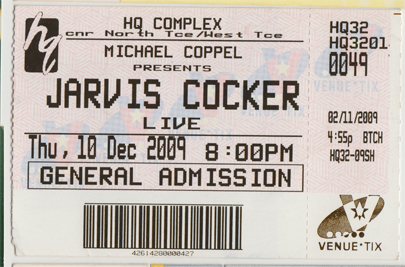 hq
HQ COMPLEX
cnr North Tce/West Tce
MICHAEL COPPEL
PRESENTS
JARVIS COCKER
LIVE
Thu, 10 Dec 2009 8:00PM
GENERAL ADMISSION
42614280000427
HQ32
HQ3201
0049
VENUE*TIX
02/11/2009
4:55p BTCH
HQ32-09SH
VENUE*TIX